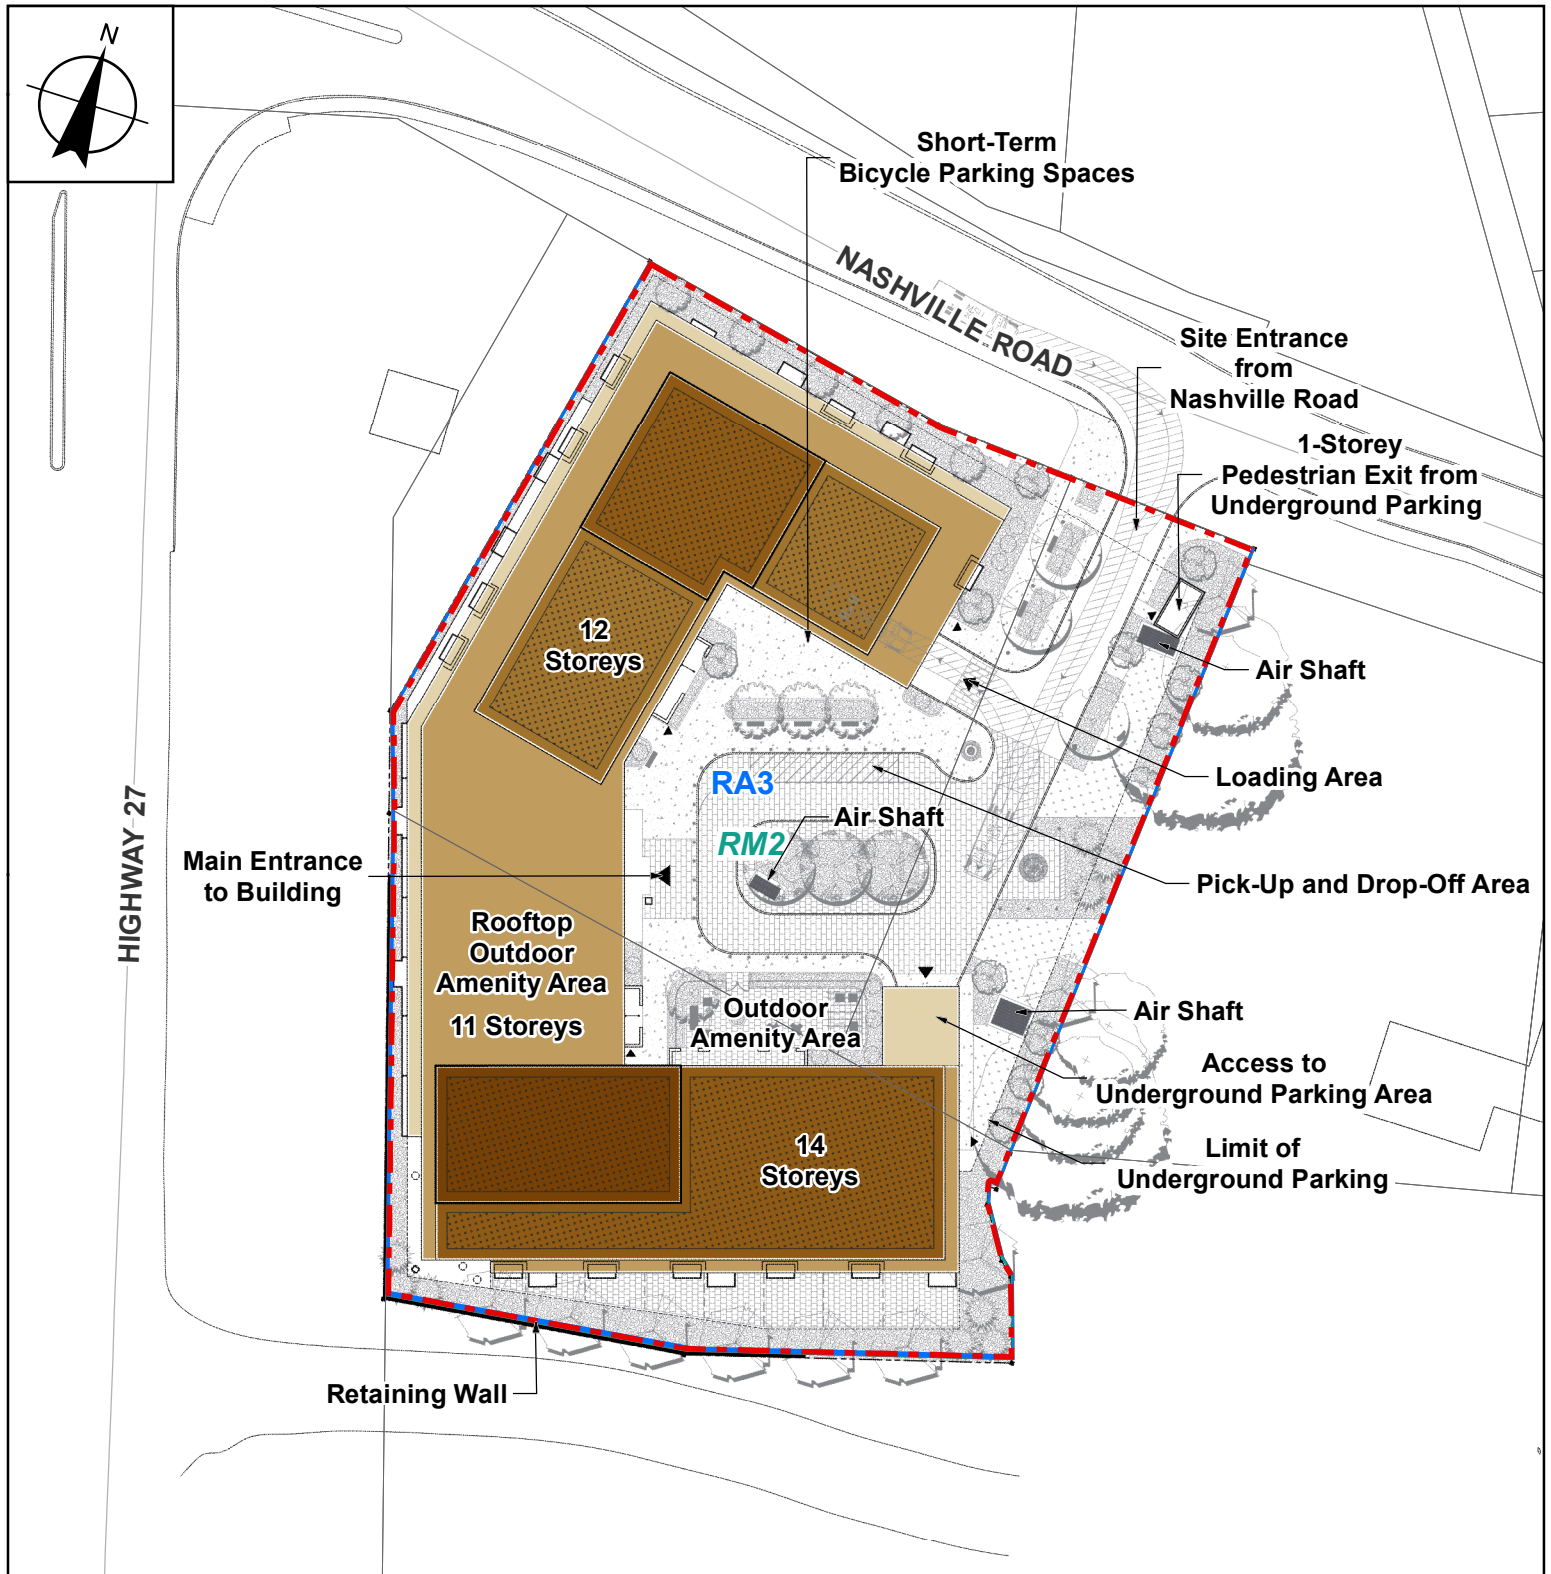 N
Short-Term
Bicycle Parking Spaces
NASHVILLE ROAD
Site Entrance
from
Nashville Road
1-Storey
Pedestrian Exit from
Underground Parking
12
Storeys
Air Shaft
Loading Area
RA3
Air Shaft
RM2
HIGHWAY 27
Main Entrance
to Building
Pick-Up and Drop-Off Area
Rooftop
Outdoor
Amenity Area
11 Storeys
Outdoor
Amenity Area
Air Shaft
Access to
Underground Parking Area
14
Storeys
Limit of
Underground Parking
Retaining Wall